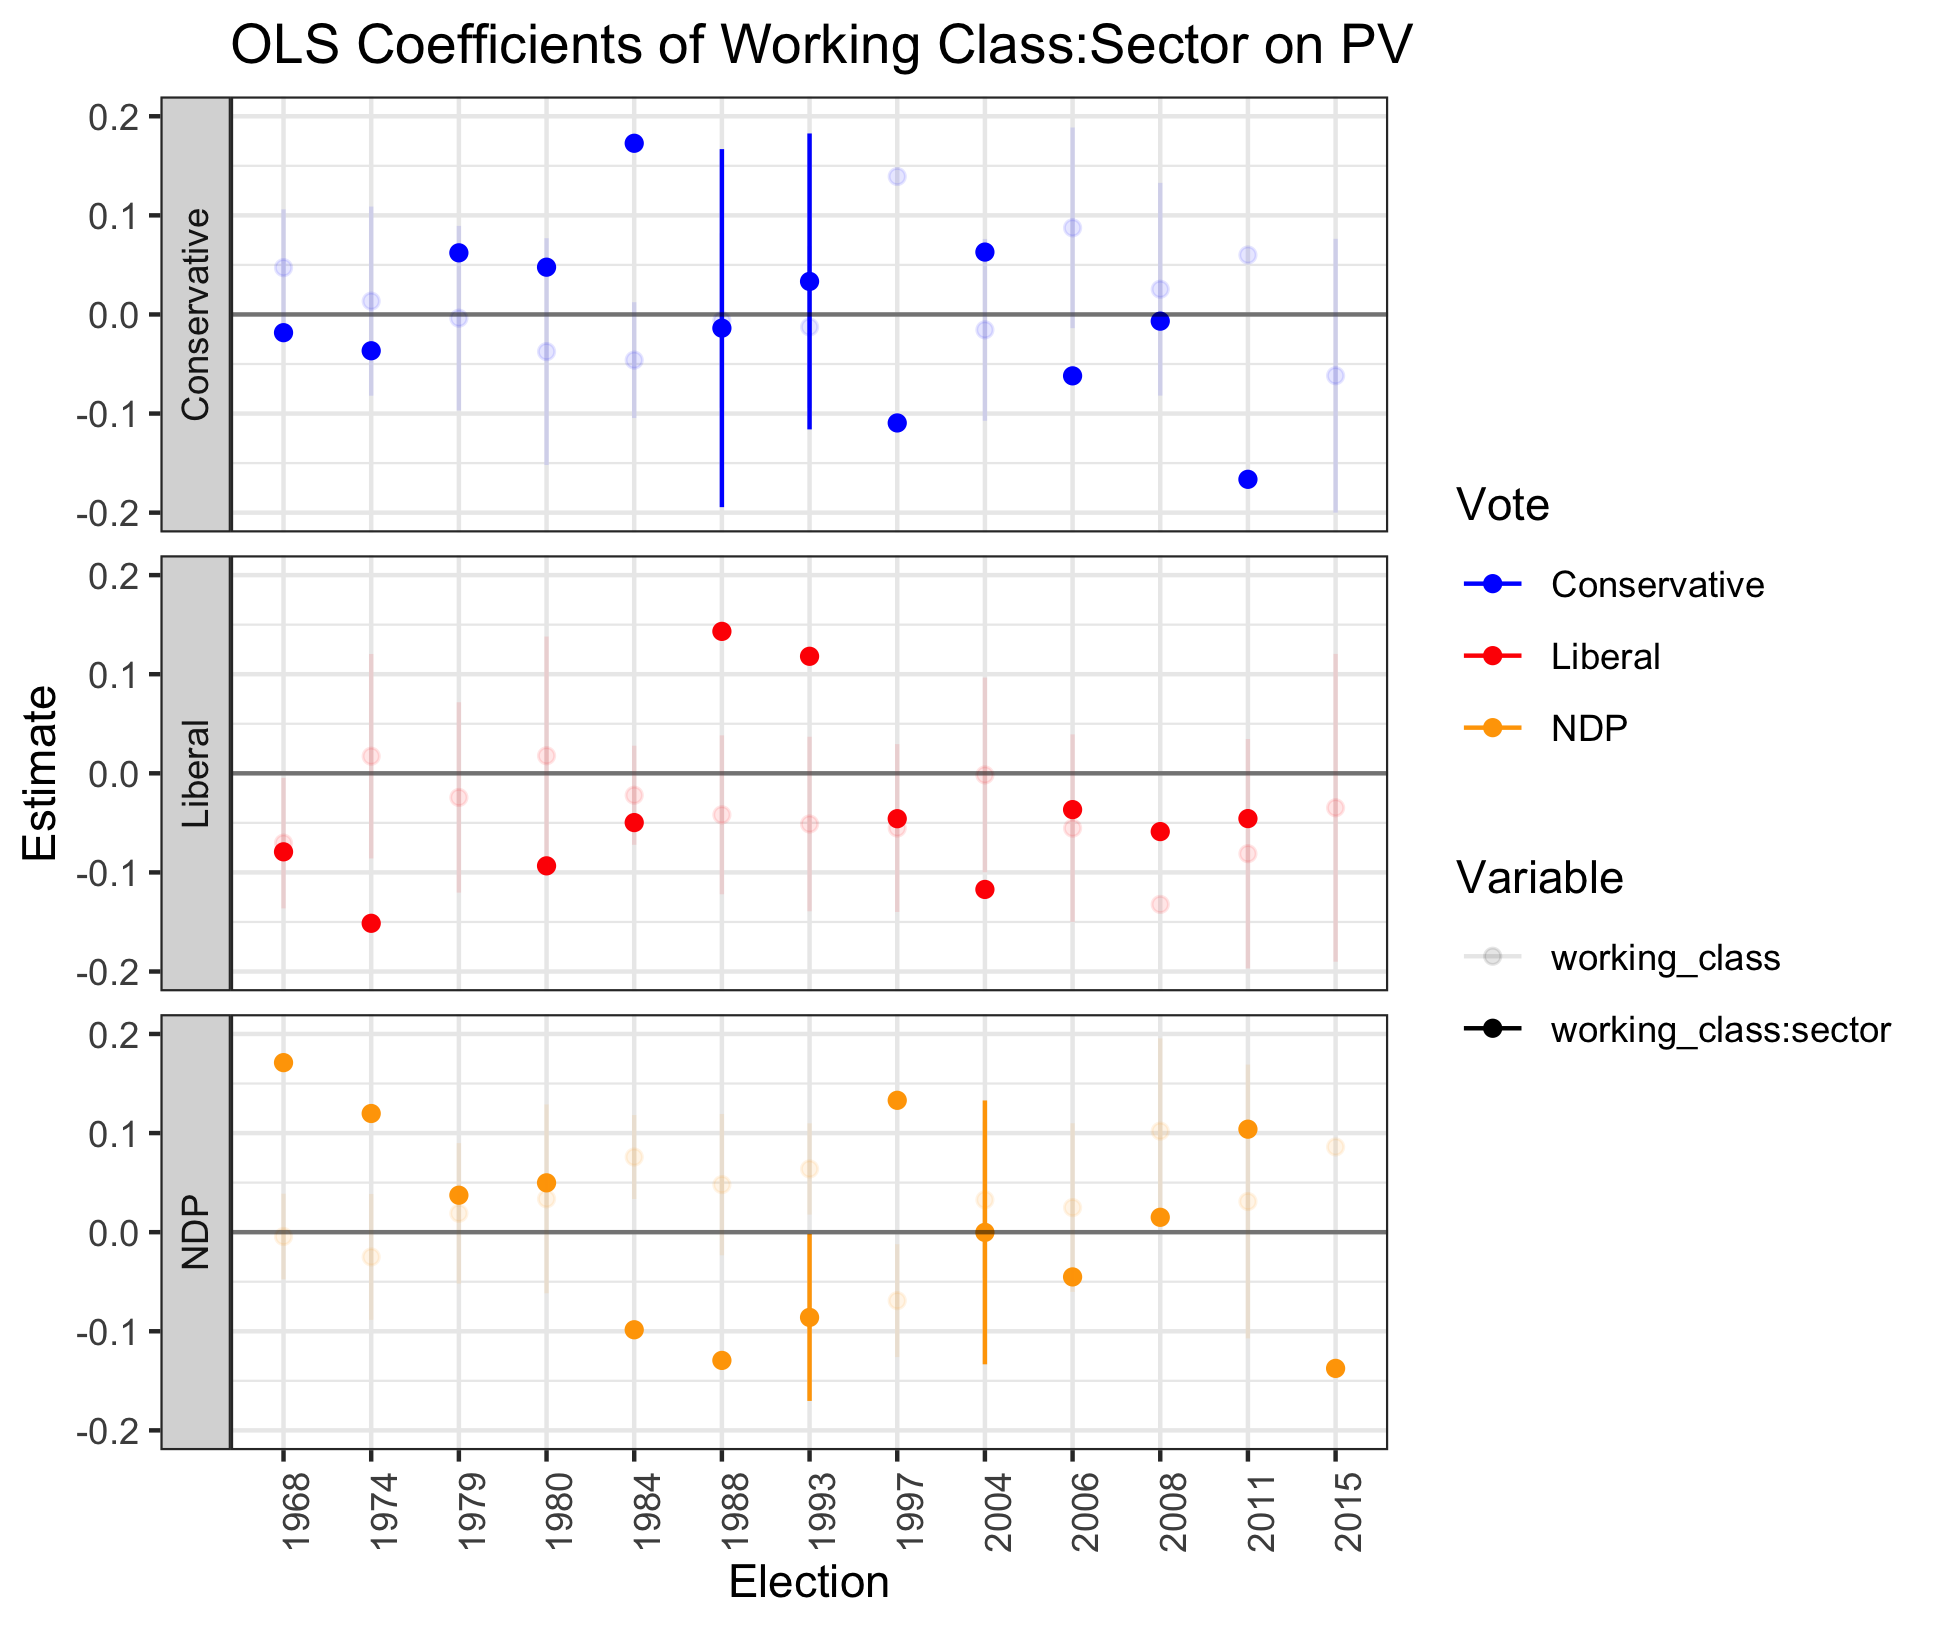 OLS Coefficients of Working Class:Sector on PV
Estimate
Conservative
0.2
0.1
0.0
-0.1
-0.2
Liberal
0.2
0.1
0.0
-0.1
-0.2
NDP
0.2
0.1
0.0
-0.1
-0.2
1968
1974
1979
1980
1984
1988
1993
1997
2004
2006
2008
2011
2015
Election
Vote
Conservative
Liberal
NDP
Variable
working_class
working_class:sector